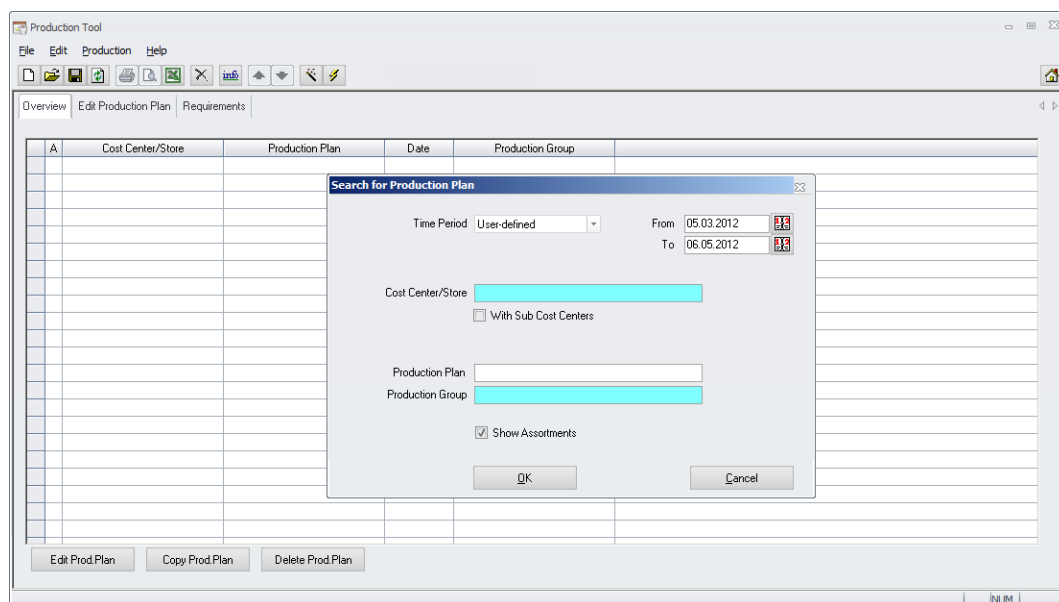 Production Tool
File Edit Production Help
info
Overview Edit Production Plan Requirements
A Cost Center/Store Production Plan Date Production Group
Search for Production Plan
Time Period User-defined From 05.03.2012
To 06.05.2012
Cost Center/Store
With Sub Cost Centers
Production Plan
Production Group
Show Assortments
OK Cancel
Edit Prod.Plan Copy Prod.Plan Delete Prod.Plan
NUM